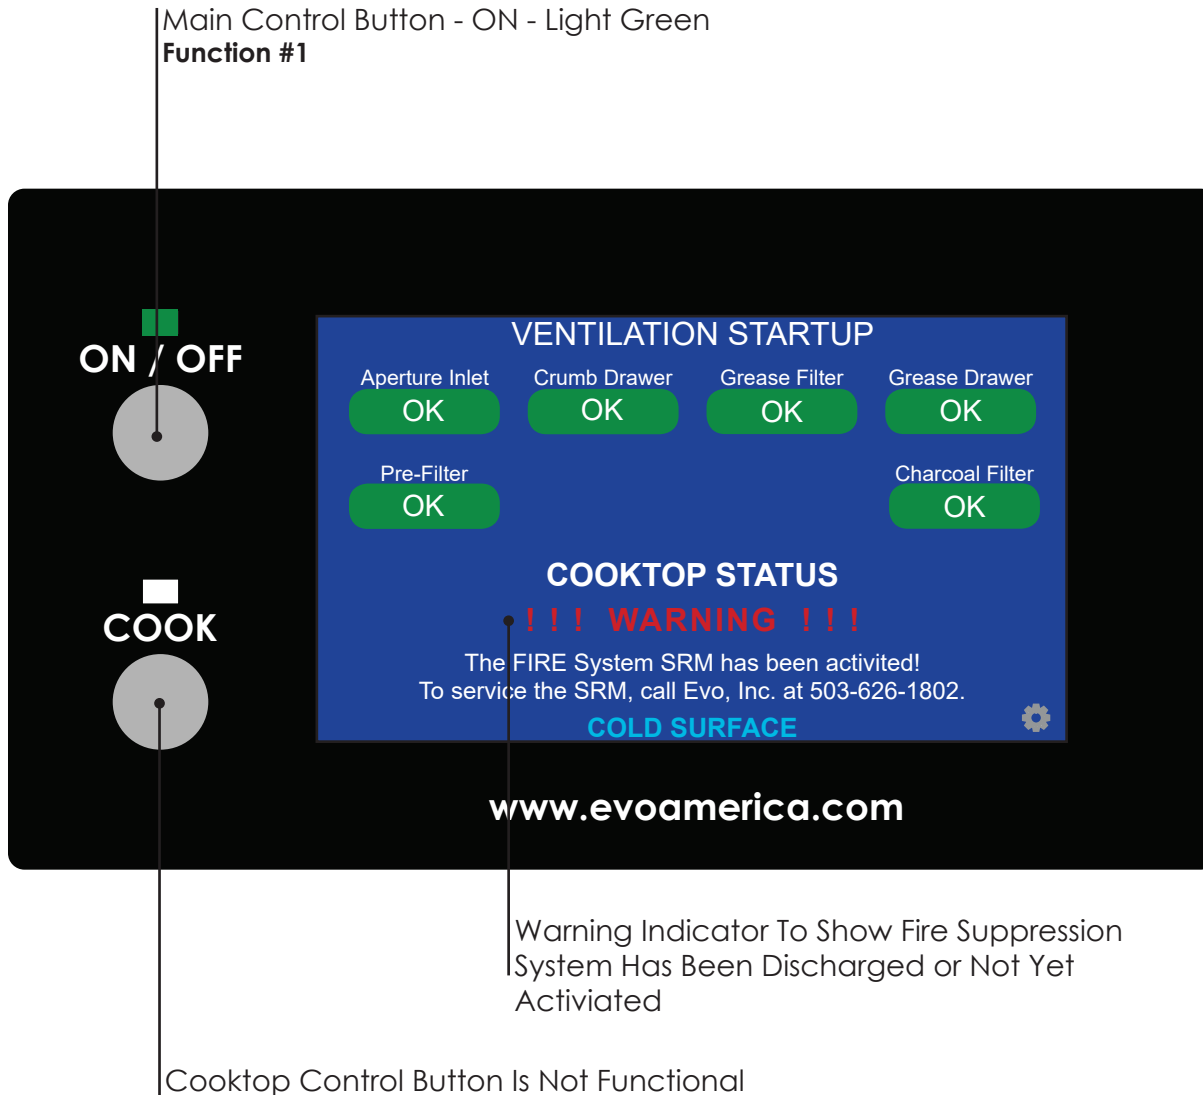 Main Control Button - ON - Light Green
Function #1
ON / OFF
VENTILATION STARTUP
Aperture Inlet Crumb Drawer Grease Filter Grease Drawer
OK OK OK OK
Pre-Filter Charcoal Filter
OK OK
COOKTOP STATUS
! ! ! WARNING ! ! !
COOK
The FIRE System SRM has been activited!
To service the SRM, call Evo, Inc. at 503-626-1802.
COLD SURFACE
www.evoamerica.com
Warning Indicator To Show Fire Suppression
System Has Been Discharged or Not Yet
Activiated
Cooktop Control Button Is Not Functional